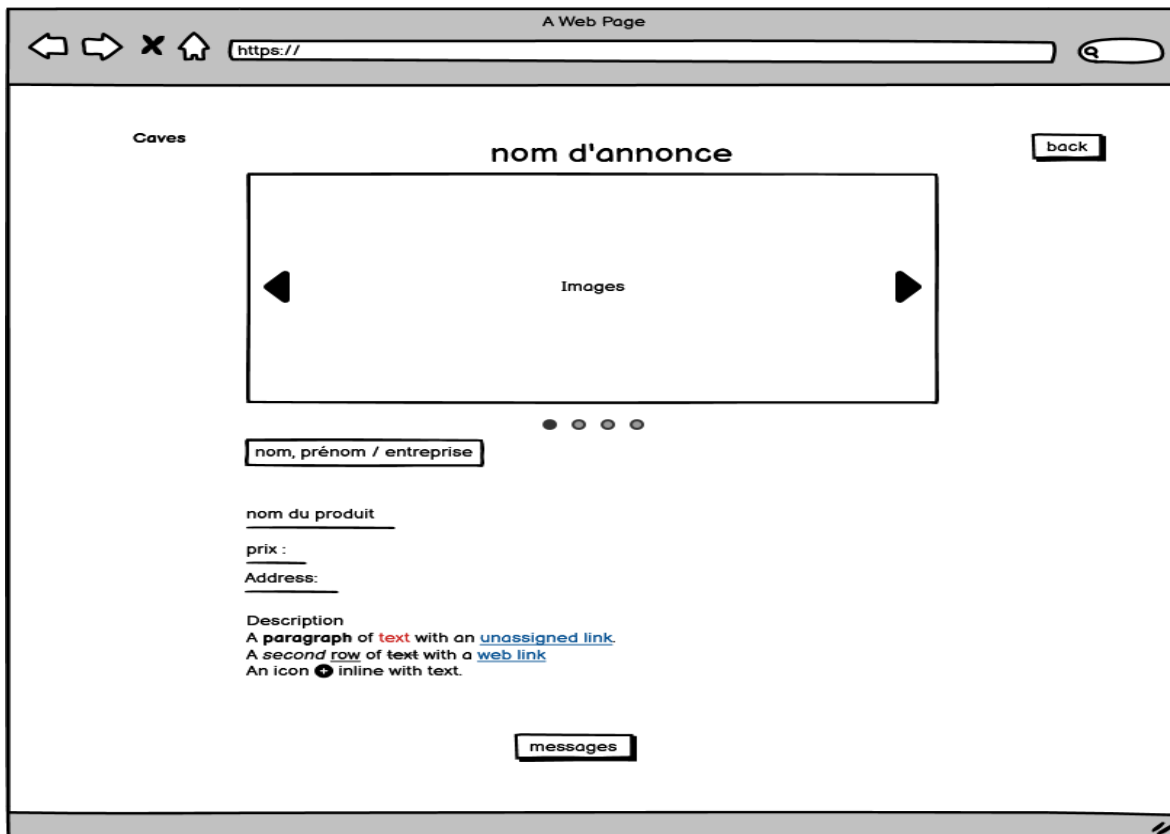 A Web Page
https://
Caves
nom d'annonce
back
Images
nom, prénom / entreprise
nom du produit
prix :
Address:
Description
A paragraph of text with an unassigned link.
A second row of text with a web link
An icon inline with text.
messages